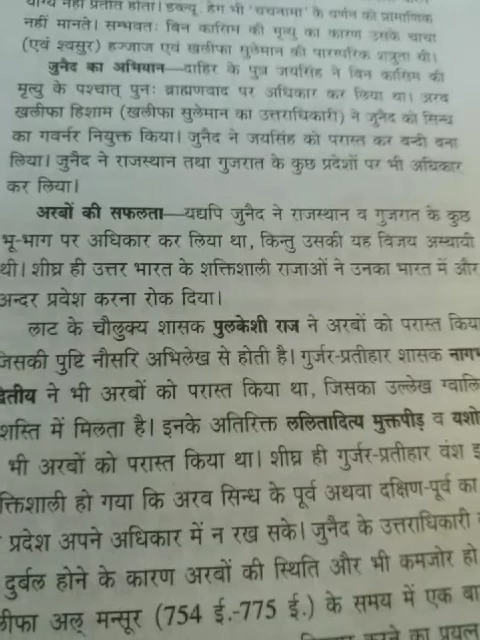 योग्य नहीं प्रतीत होता। डब्ल्यू. हेग भी 'चचनामा' के वर्णन को प्रामाणिक
नहीं मानते। सम्भवतः बिन कासिम की मृत्यु का कारण उसके चाचा
(एवं श्वसुर) हज्जाज एवं खलीफा सुलेमान की पारस्परिक शत्रुता थी।
जुनैद का अभियान—दाहिर के पुत्र जयसिंह ने बिन कासिम की
मृत्यु के पश्चात् पुनः ब्राह्मणवाद पर अधिकार कर लिया था। अरब
खलीफा हिशाम (खलीफा सुलेमान का उत्तराधिकारी) ने जुनैद को सिन्ध
का गवर्नर नियुक्त किया। जुनैद ने जयसिंह को परास्त कर बन्दी बना
लिया। जुनैद ने राजस्थान तथा गुजरात के कुछ प्रदेशों पर भी अधिकार
कर लिया।
अरबों की सफलता—यद्यपि जुनैद ने राजस्थान व गुजरात के कुछ
भू-भाग पर अधिकार कर लिया था, किन्तु उसकी यह विजय अस्थायी
थी। शीघ्र ही उत्तर भारत के शक्तिशाली राजाओं ने उनका भारत में और
अन्दर प्रवेश करना रोक दिया।
लाट के चौलुक्य शासक पुलकेशी राज ने अरबों को परास्त किया
जिसकी पुष्टि नौसरि अभिलेख से होती है। गुर्जर-प्रतीहार शासक नागभ
द्वितीय ने भी अरबों को परास्त किया था, जिसका उल्लेख ग्वालि
शस्ति में मिलता है। इनके अतिरिक्त ललितादित्य मुक्तपीड़ व यशो
भी अरबों को परास्त किया था। शीघ्र ही गुर्जर-प्रतीहार वंश इ
क्तिशाली हो गया कि अरव सिन्ध के पूर्व अथवा दक्षिण-पूर्व का
प्रदेश अपने अधिकार में न रख सके। जुनैद के उत्तराधिकारी
दुर्बल होने के कारण अरबों की स्थिति और भी कमजोर हो
लीफा अल् मन्सूर (754 ई.-775 ई.) के समय में एक बा
करने का प्रयत्न